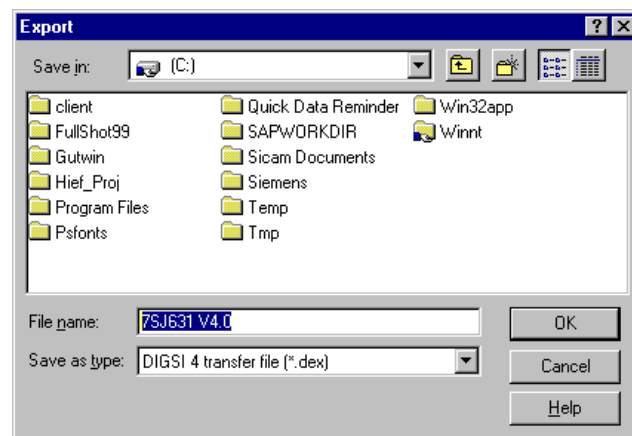 Export
Save in: (C:)
client Quick Data Reminder Win32app
FullShot99 SAPWORKDIR Winnt
Gutwin Sicam Documents
Hief_Proj Siemens
Program Files Temp
Psfonts Tmp
File name: 7SJ631 V4.0 OK
Save as type: DIGSI 4 transfer file (*.dex) Cancel
Help